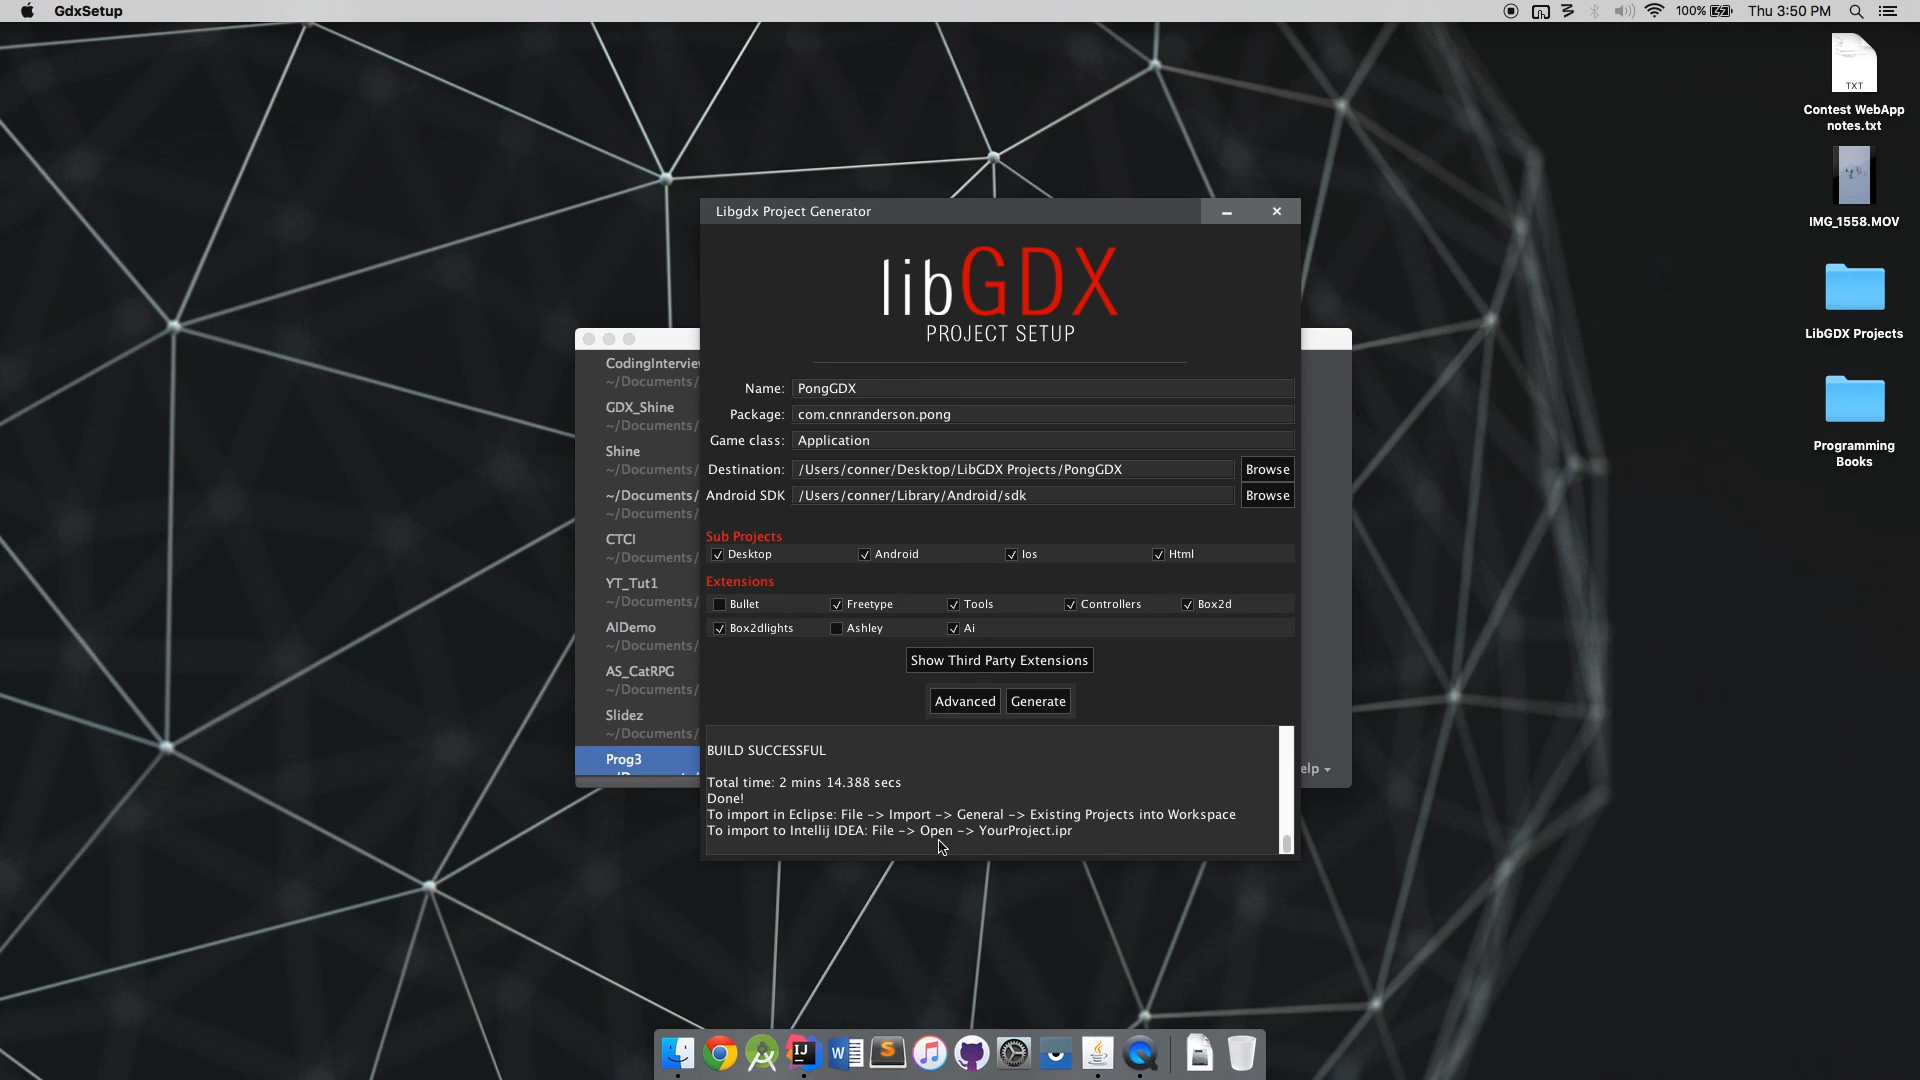 GdxSetup
100%
Thu 3:50 PM
TXT
Contest WebApp
notes.txt
IMG_1558.MOV
LibGDX Projects
Programming
Books
Libgdx Project Generator
libGDX
PROJECT SETUP
Name: PongGDX
Package: com.cnnranderson.pong
Game class: Application
Destination: /Users/conner/Desktop/LibGDX Projects/PongGDX Browse
Android SDK /Users/conner/Library/Android/sdk Browse
Sub Projects
Desktop Android Ios Html
Extensions
Bullet Freetype Tools Controllers Box2d
Box2dlights Ashley Ai
Show Third Party Extensions
Advanced Generate
BUILD SUCCESSFUL
Total time: 2 mins 14.388 secs
Done!
To import in Eclipse: File -> Import -> General -> Existing Projects into Workspace
To import to Intellij IDEA: File -> Open -> YourProject.ipr
CodingIntervie
~/Documents/
GDX_Shine
~/Documents/
Shine
~/Documents/
~/Documents/
~/Documents/
CTCI
~/Documents/
YT_Tut1
~/Documents/
AIDemo
~/Documents/
AS_CatRPG
~/Documents/
Slidez
~/Documents/
Prog3
elp
IJ
W
S